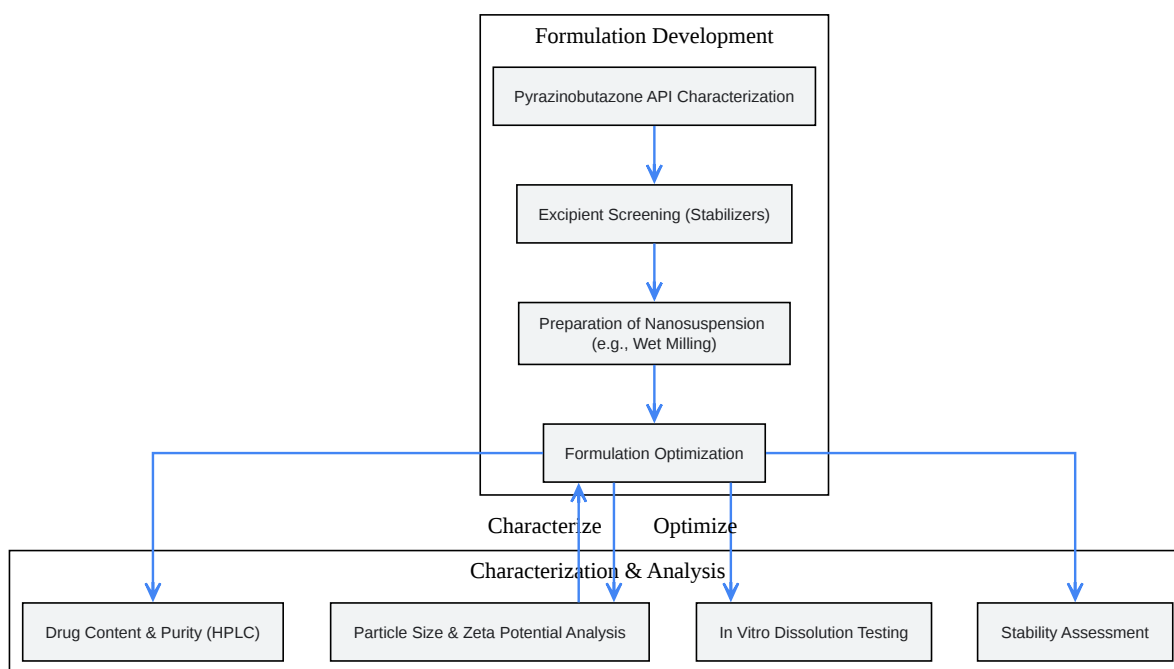 Formulation Development
Pyrazinobutazone API Characterization
Excipient Screening (Stabilizers)
Preparation of Nanosuspension
(e.g., Wet Milling)
Formulation Optimization
Characterize
Optimize
Characterization & Analysis
Drug Content & Purity (HPLC)
Particle Size & Zeta Potential Analysis
In Vitro Dissolution Testing
Stability Assessment